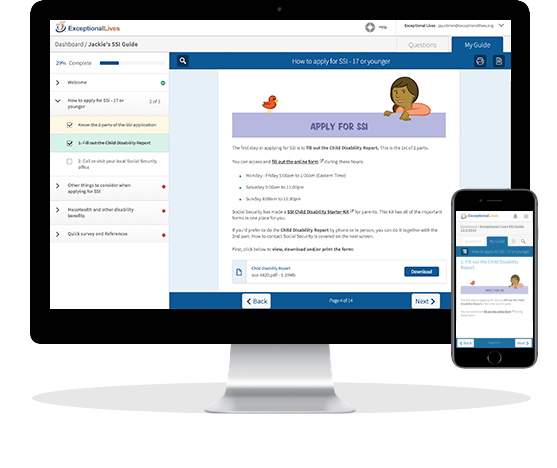 ExceptionalLives
Help
Exceptional Lives
Dashboard / Jackie's SSI Guide
Questions
My Guide
29% Complete
How to apply for SSI - 17 or younger
Welcome
How to apply for SSI - 17 or
younger
2 of 3
Know the 2 parts of the SSI application
1. Fill out the Child Disability Report
2. Call or visit your local Social Security
office
Other things to consider when
applying for SSI
MassHealth and other disability
benefits
Quick survey and References
APPLY FOR SSI
The first step in applying for SSI is to fill out the Child Disability Report. This is the 1st of 2 parts.
You can access and fill out the online form during these hours:
Monday - Friday 5:00am to 1:00am (Eastern Time)
Saturday 5:00am to 11:00pm
Sunday 8:00am to 11:30pm
Social Security has made a SSI Child Disability Starter Kit for parents. This kit has all of the important
forms in one place for you.
If you'd prefer to do the Child Disability Report by phone or in person, you can do it together with the
2nd part. How to contact Social Security is covered on the next screen.
First, click below to view, download and/or print the form:
Child Disability Report
ssa-3820.pdf - 1.29Mb
Download
Back
Page 4 of 14
Next
ExceptionalLives
My Guide
How to apply for SSI - 17 or younger
1. Fill out the Child Disability
Report
APPLY FOR SSI
Back
Next